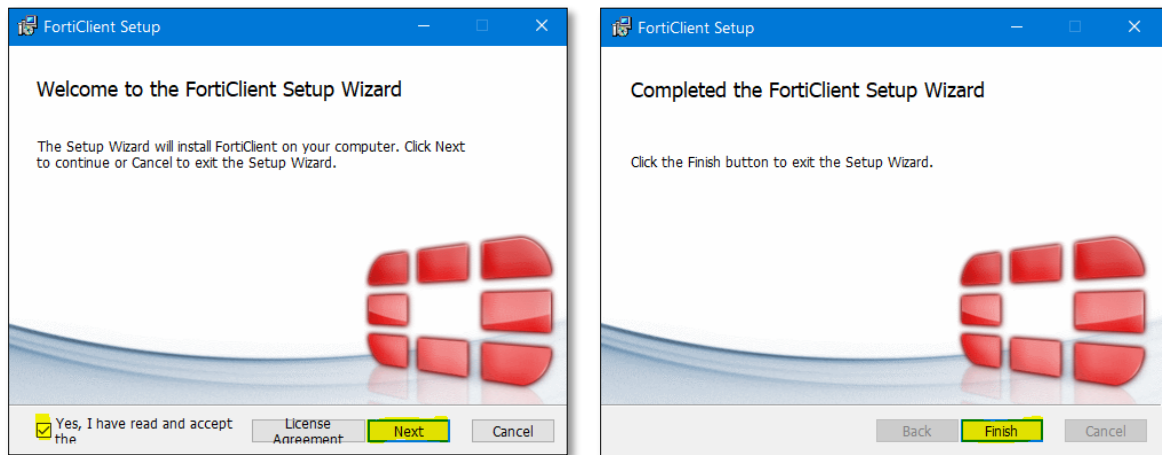 FortiClient Setup
Welcome to the FortiClient Setup Wizard
The Setup Wizard will install FortiClient on your computer. Click Next
to continue or Cancel to exit the Setup Wizard.
Yes, I have read and accept
the
License
Agreement
Next
Cancel
FortiClient Setup
Completed the FortiClient Setup Wizard
Click the Finish button to exit the Setup Wizard.
Back
Finish
Cancel